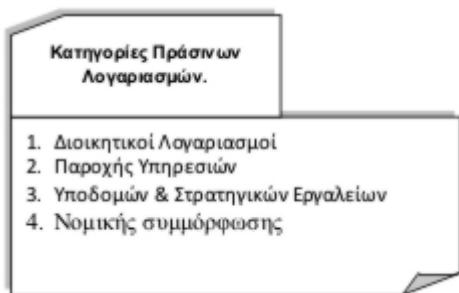 Κατηγορίες Πράσινων
Λογαριασμών.
1. Διοικητικοί Λογαριασμοί
2. Παροχής Υπηρεσιών
3. Υποδομών & Στρατηγικών Εργαλείων
4. Νομικής συμμόρφωσης